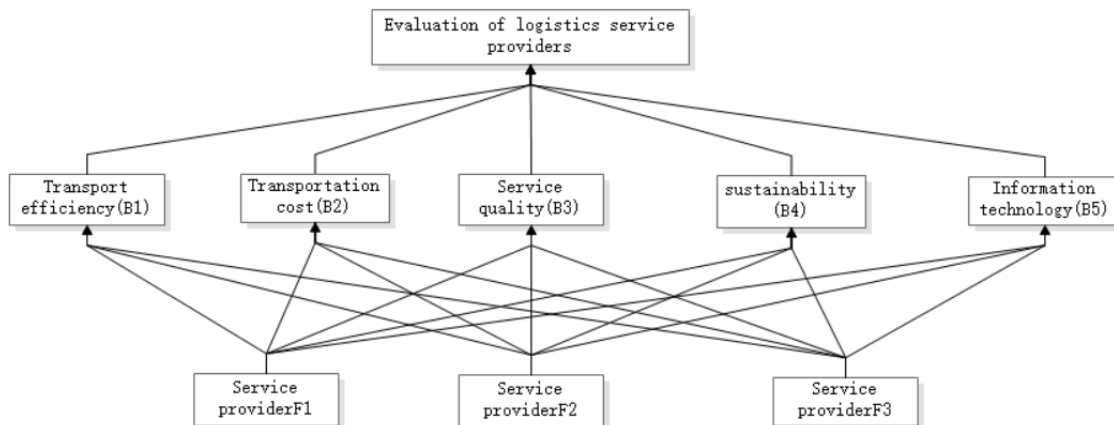 Evaluation of logistics service
providers
Transport
efficiency(B1)
Transportation
cost(B2)
Service
quality(B3)
sustainability
(B4)
Information
technology(B5)
Service
providerF1
Service
providerF2
Service
providerF3